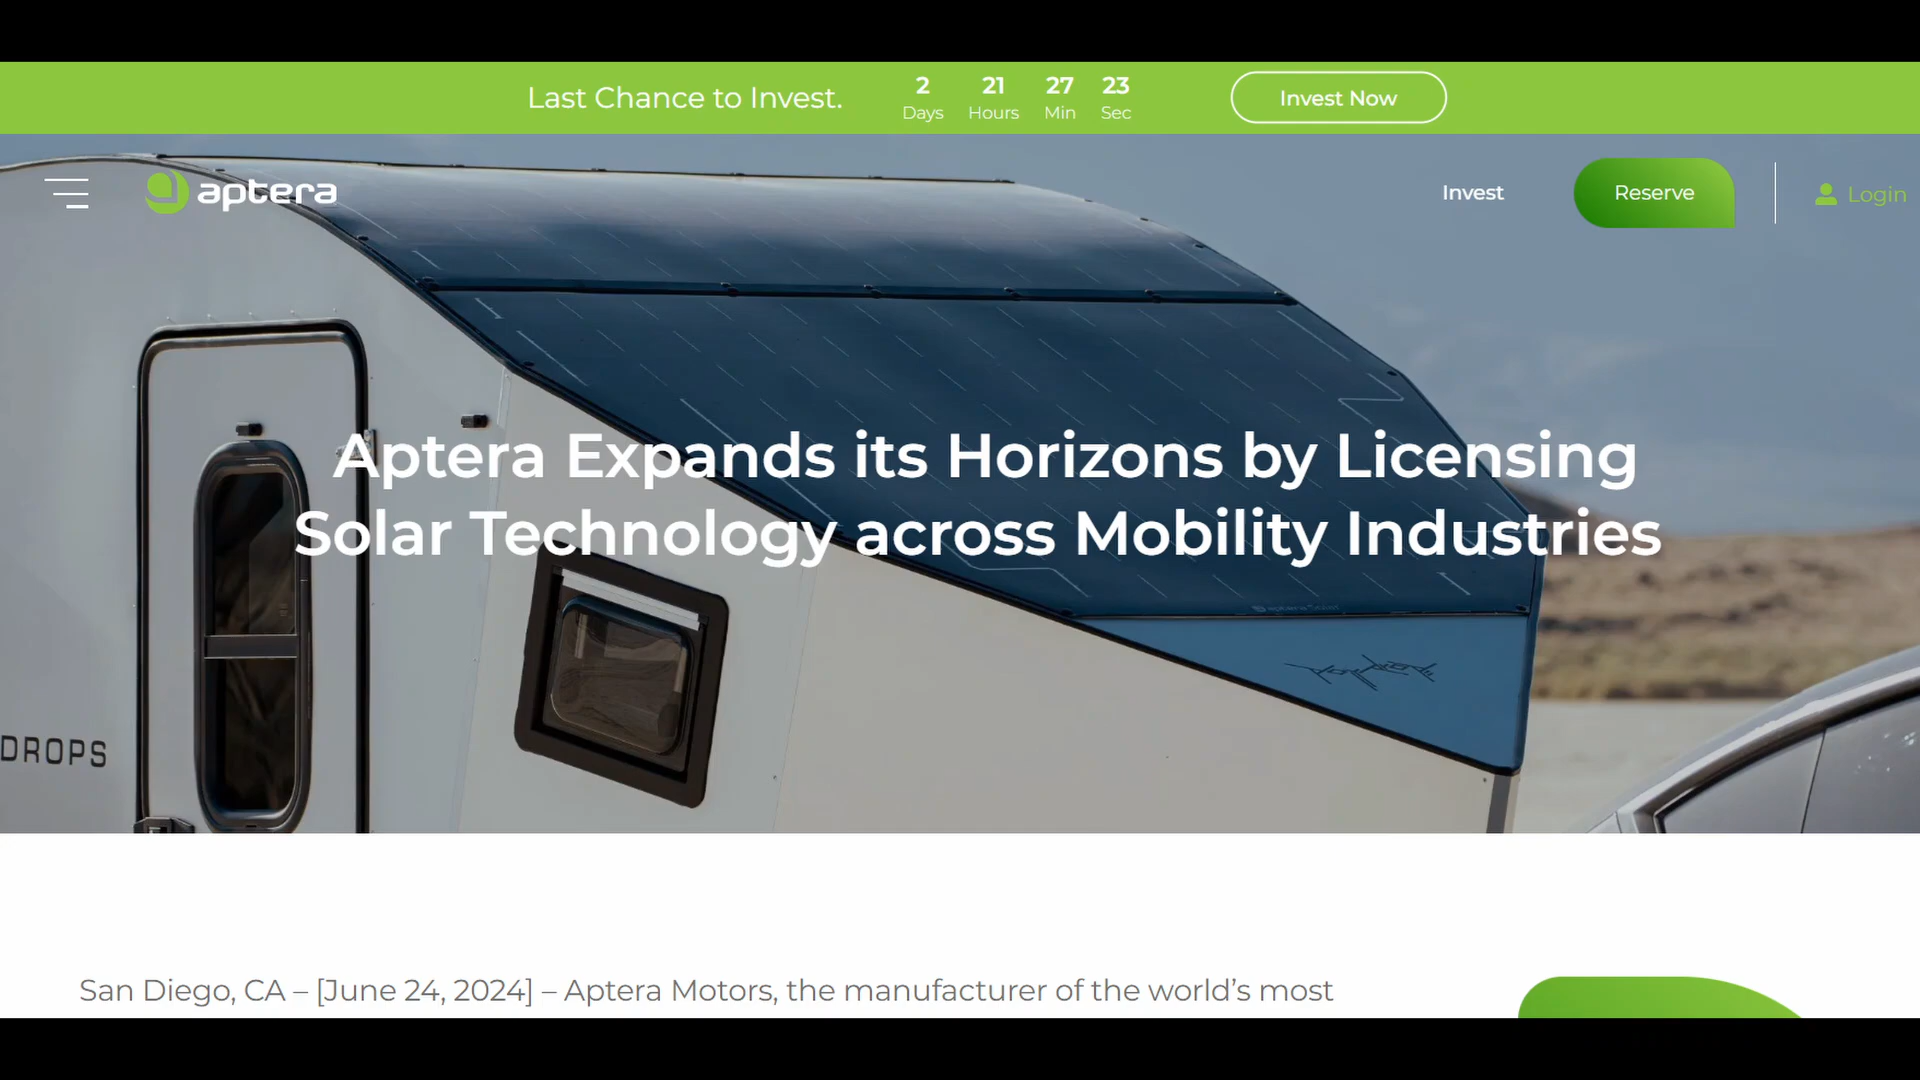 Last Chance to Invest.
2 21 27 23
Days Hours Min Sec
Invest Now
aptera
Invest
Reserve
Login
Aptera Expands its Horizons by Licensing
Solar Technology across Mobility Industries
aptera Solar
DROPS
San Diego, CA – [June 24, 2024] – Aptera Motors, the manufacturer of the world’s most